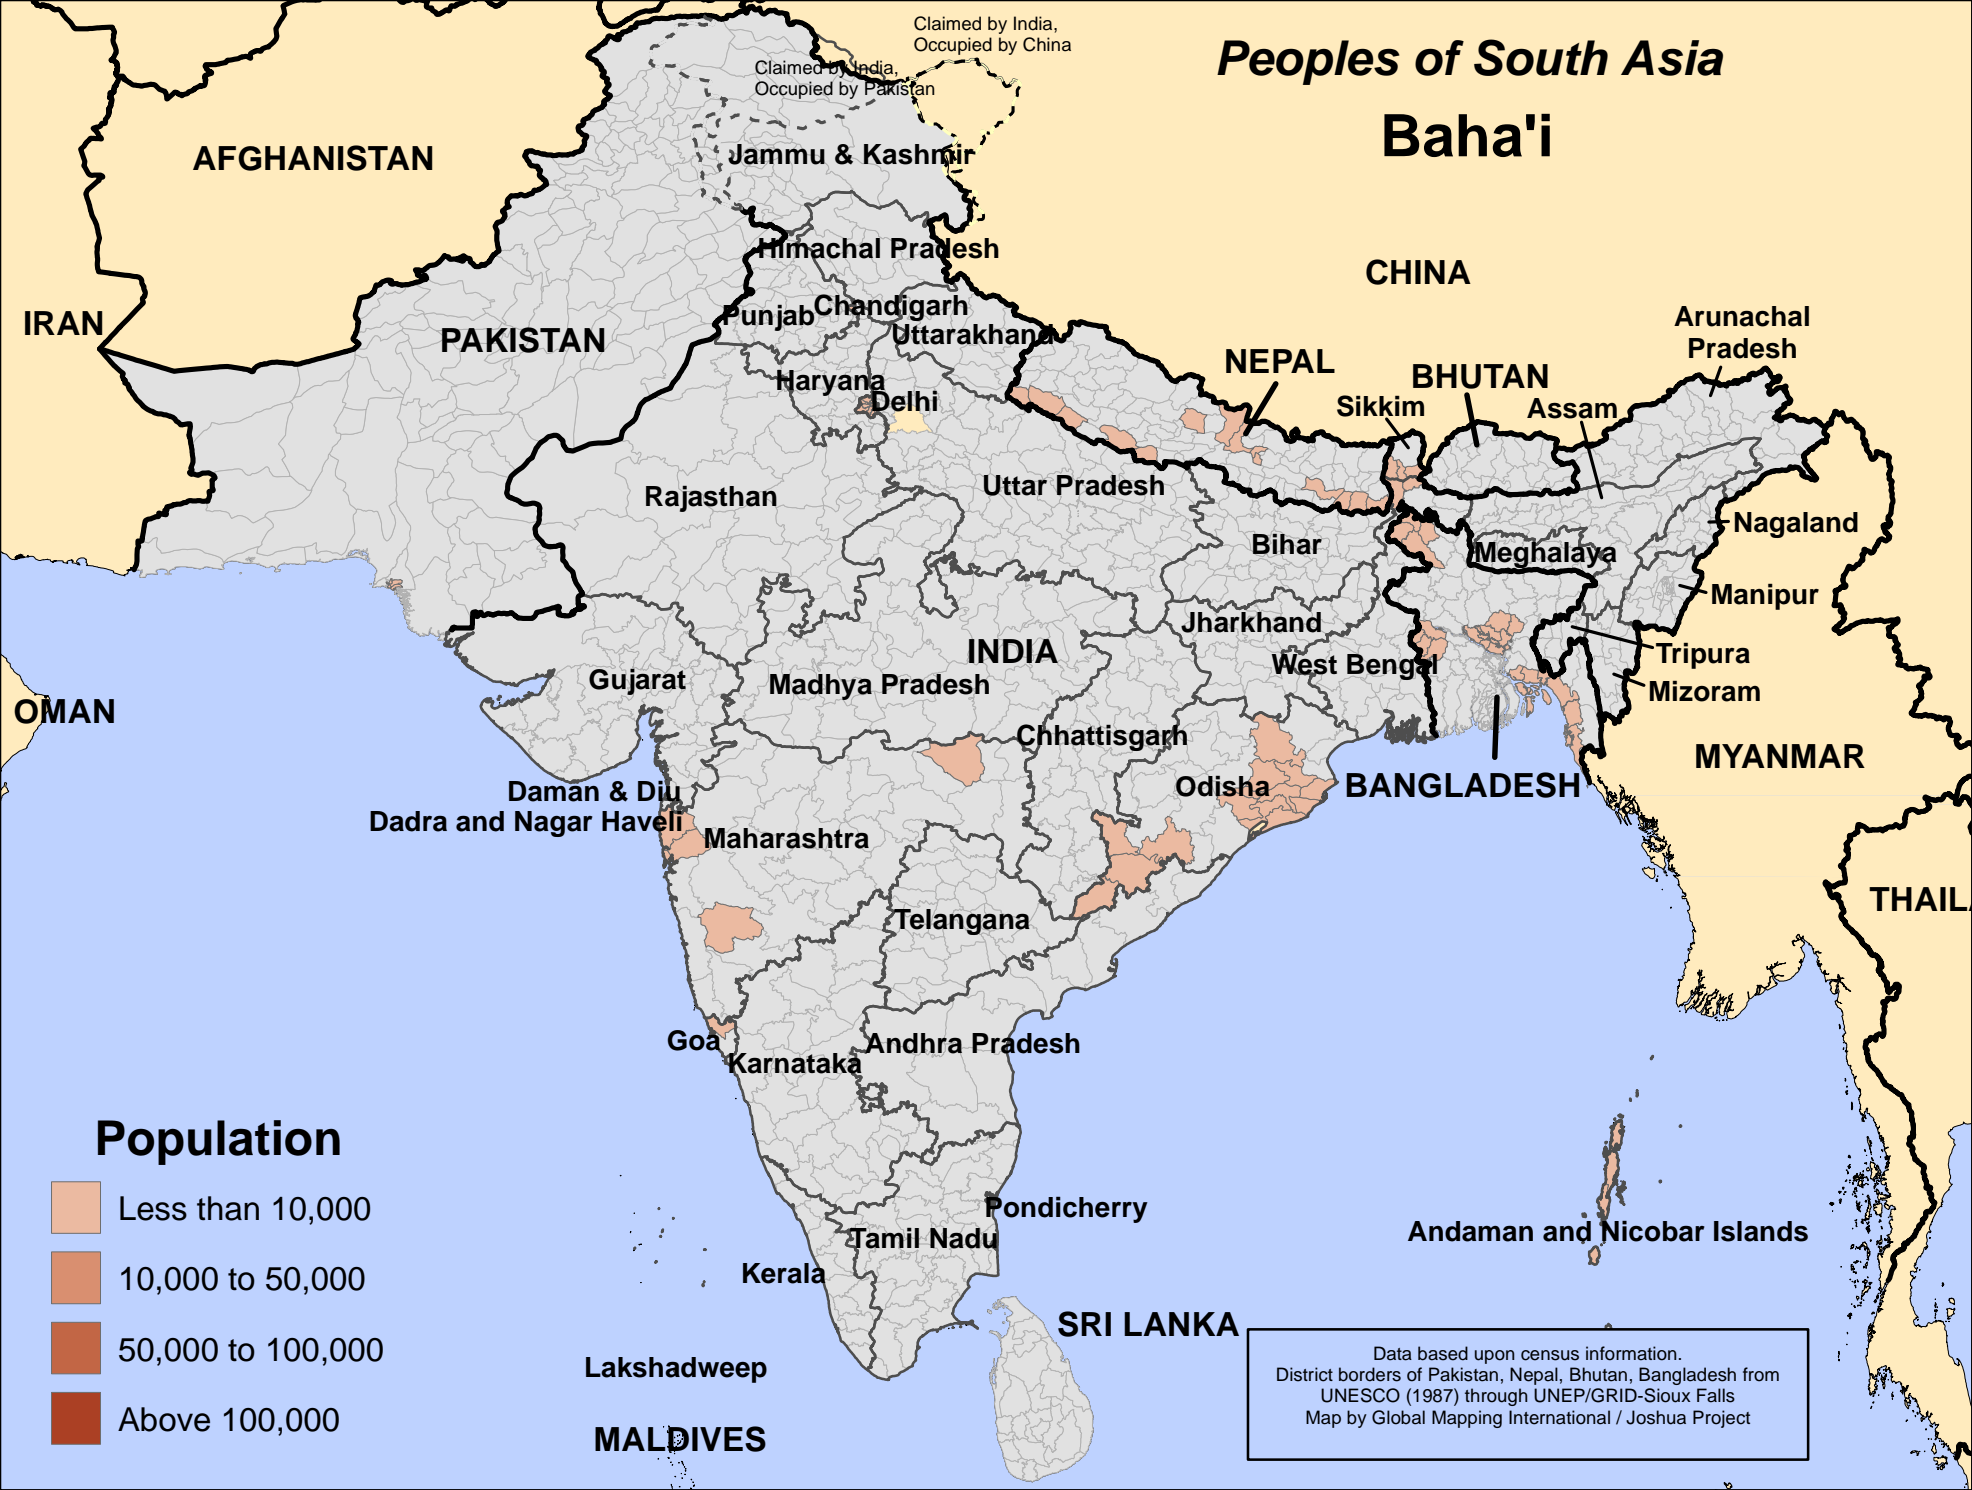 Claimed by India,
Occupied by China
Peoples of South Asia
Baha'i
Claimed by India,
Occupied by Pakistan
AFGHANISTAN
Jammu & Kashmir
Himachal Pradesh
CHINA
IRAN
PAKISTAN
Punjab
Chandigarh
Uttarakhand
Arunachal
Pradesh
NEPAL
BHUTAN
Haryana
Delhi
Sikkim
Assam
Rajasthan
Uttar Pradesh
Nagaland
Bihar
Meghalaya
Manipur
Jharkhand
INDIA
Tripura
West Bengal
Gujarat
Madhya Pradesh
Mizoram
OMAN
Chhattisgarh
MYANMAR
Odisha
BANGLADESH
Daman & Diu
Dadra and Nagar Haveli
Maharashtra
THAIL
Telangana
Goa
Andhra Pradesh
Karnataka
Population
Less than 10,000
10,000 to 50,000
50,000 to 100,000
Above 100,000
Pondicherry
Tamil Nadu
Andaman and Nicobar Islands
Kerala
SRI LANKA
Lakshadweep
MALDIVES
Data based upon census information.
District borders of Pakistan, Nepal, Bhutan, Bangladesh from
UNESCO (1987) through UNEP/GRID-Sioux Falls
Map by Global Mapping International / Joshua Project